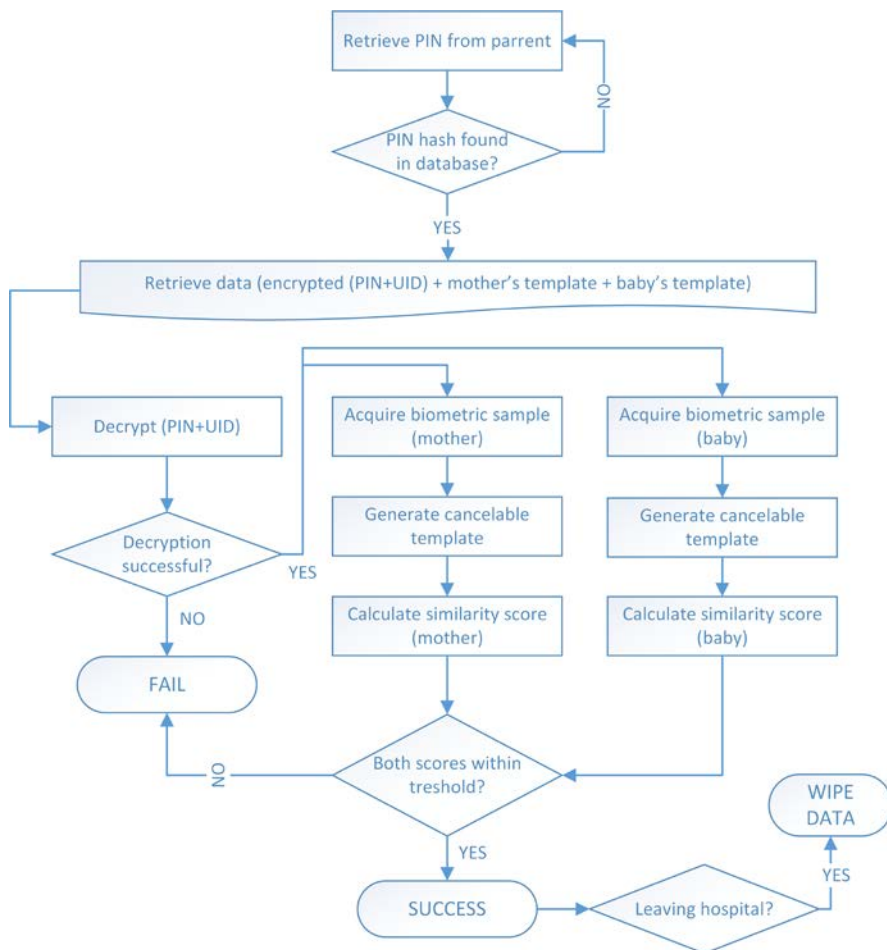 Retrieve PIN from parrent
NO
PIN hash found
in database?
YES
Retrieve data (encrypted (PIN+UID) + mother's template + baby's template)
Decrypt (PIN+UID)
Acquire biometric sample
(mother)
Acquire biometric sample
(baby)
Generate cancelable
template
Generate cancelable
template
Decryption
successful?
YES
NO
Calculate similarity score
(mother)
Calculate similarity score
(baby)
FAIL
Both scores within
treshold?
NO
YES
WIPE
DATA
YES
SUCCESS
Leaving hospital?